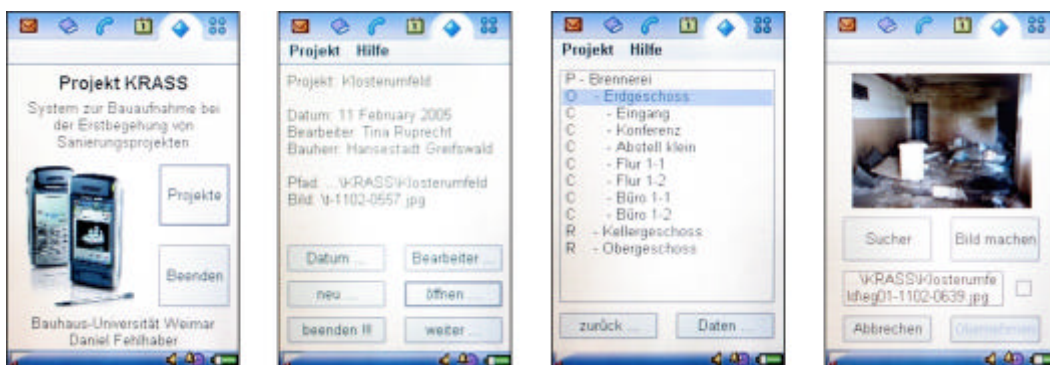 Projekt KRASS
System zur Bauaufnahme bei
der Erstbegehung von
Sanierungsprojekten
Projekte
Beenden
Bauhaus-Universität Weimar
Daniel Fehlhaber
Projekt Hilfe
Projekt: Klosterumfeld
Datum: 11 February 2005
Bearbeiter: Tina Ruprecht
Bauherr: Hansestadt Greifswald
Pfad: ...\KRASS\Klosterumfeld
Bild: \t-1102-0557.jpg
Datum ...
Bearbeiter ...
neu ...
öffnen ...
beenden !!!
weiter ...
Projekt Hilfe
P - Brennerei
O - Erdgeschoss
C - Eingang
C - Konferenz
C - Abstell klein
C - Flur 1-1
C - Flur 1-2
C - Büro 1-1
C - Büro 1-2
R - Kellergeschoss
R - Obergeschoss
zurück ...
Daten ...
Sucher
Bild machen
...\KRASS\Klosterumfe
ld\eg01-1102-0639.jpg
Abbrechen
Übernehmen